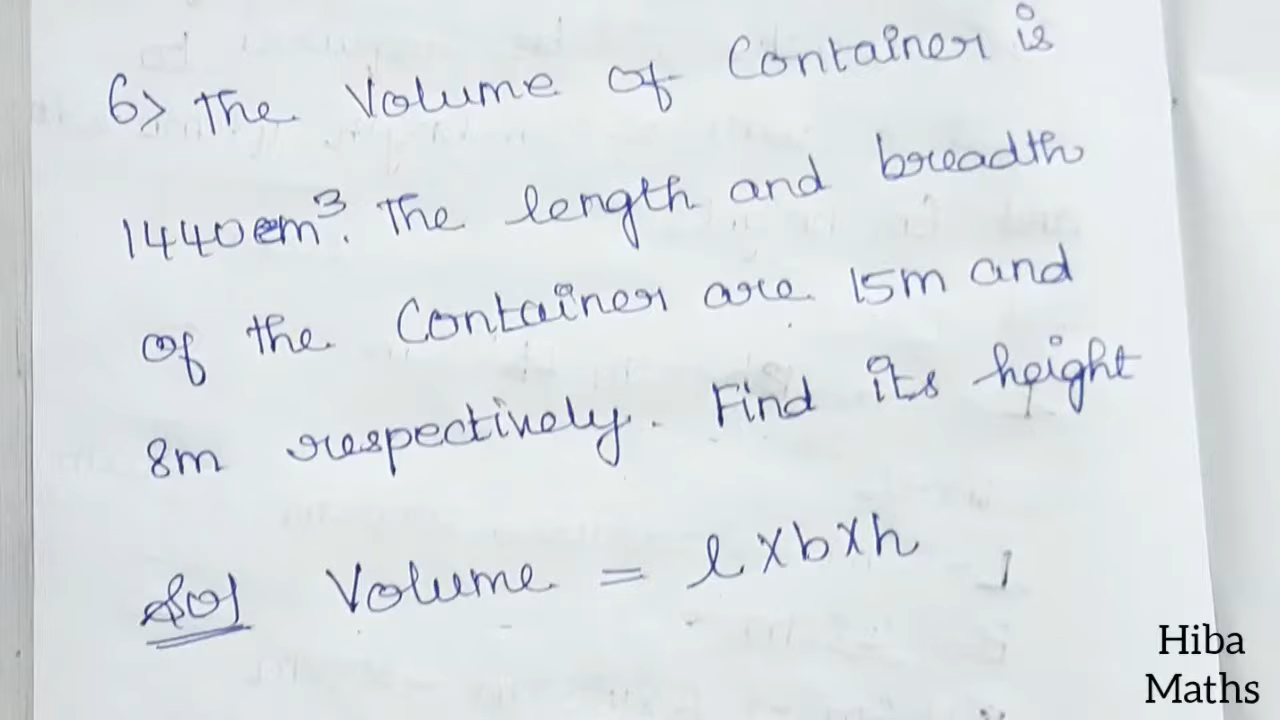 6> The Volume of Container is
1440cm³. The length and breadth
of the Container are 15m and
8m respectively. Find its height
Sol Volume = l×b×h
Hiba
Maths